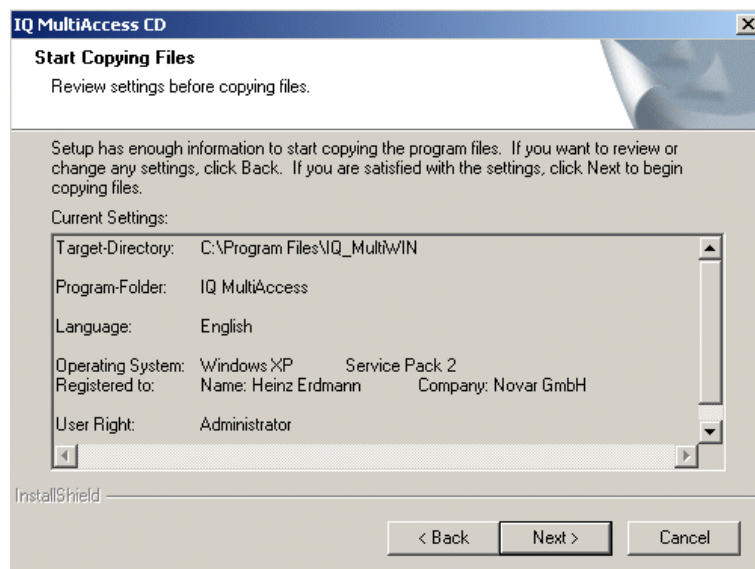 IQ MultiAccess CD
Start Copying Files
Review settings before copying files.
Setup has enough information to start copying the program files. If you want to review or
change any settings, click Back. If you are satisfied with the settings, click Next to begin
copying files.
Current Settings:
Target-Directory: C:\Program Files\IQ_MultiWIN
Program-Folder: IQ MultiAccess
Language: English
Operating System: Windows XP Service Pack 2
Registered to: Name: Heinz Erdmann Company: Novar GmbH
User Right: Administrator
InstallShield
< Back Next > Cancel